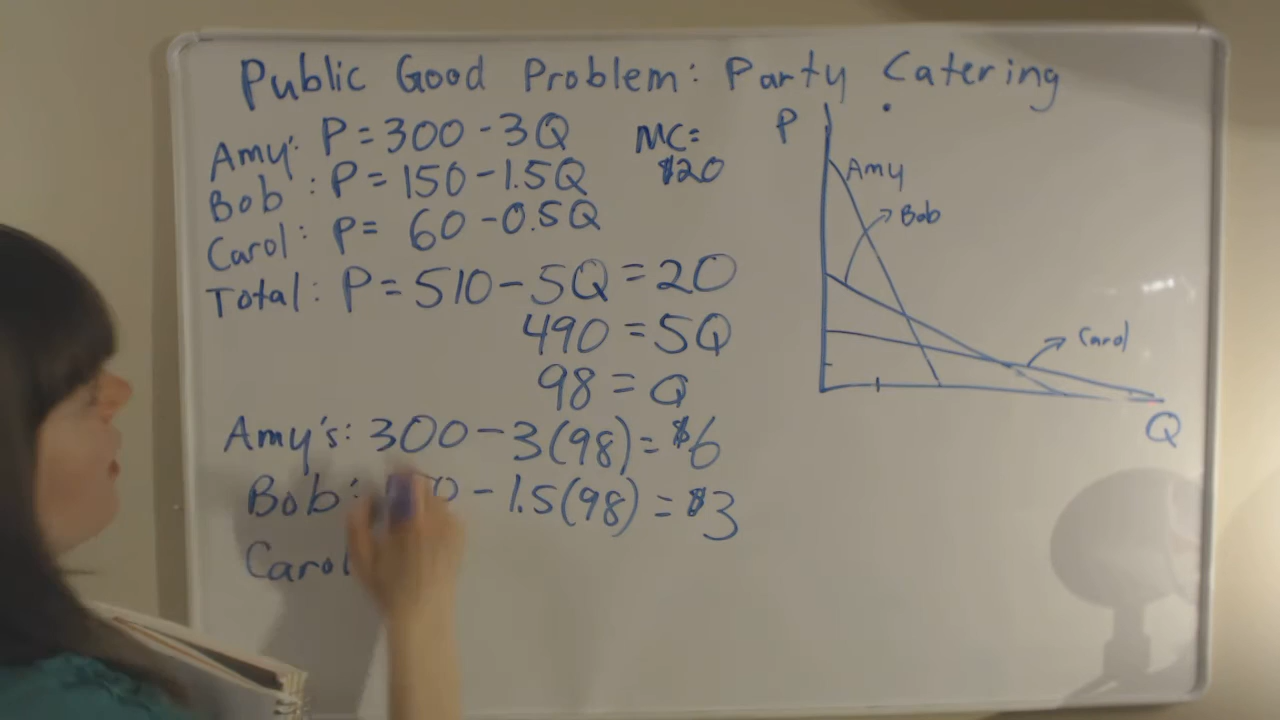 Public Good Problem: Party Catering
Amy: P=300-3Q
Bob: P=150-1.5Q
Carol: P= 60-0.5Q
Total: P=510-5Q=20
490=5Q
98=Q
MC=
$20
P
Amy
Bob
Carol
Q
Amy's: 300-3(98)=$6
Bob: 0-1.5(98)=$3
Carol